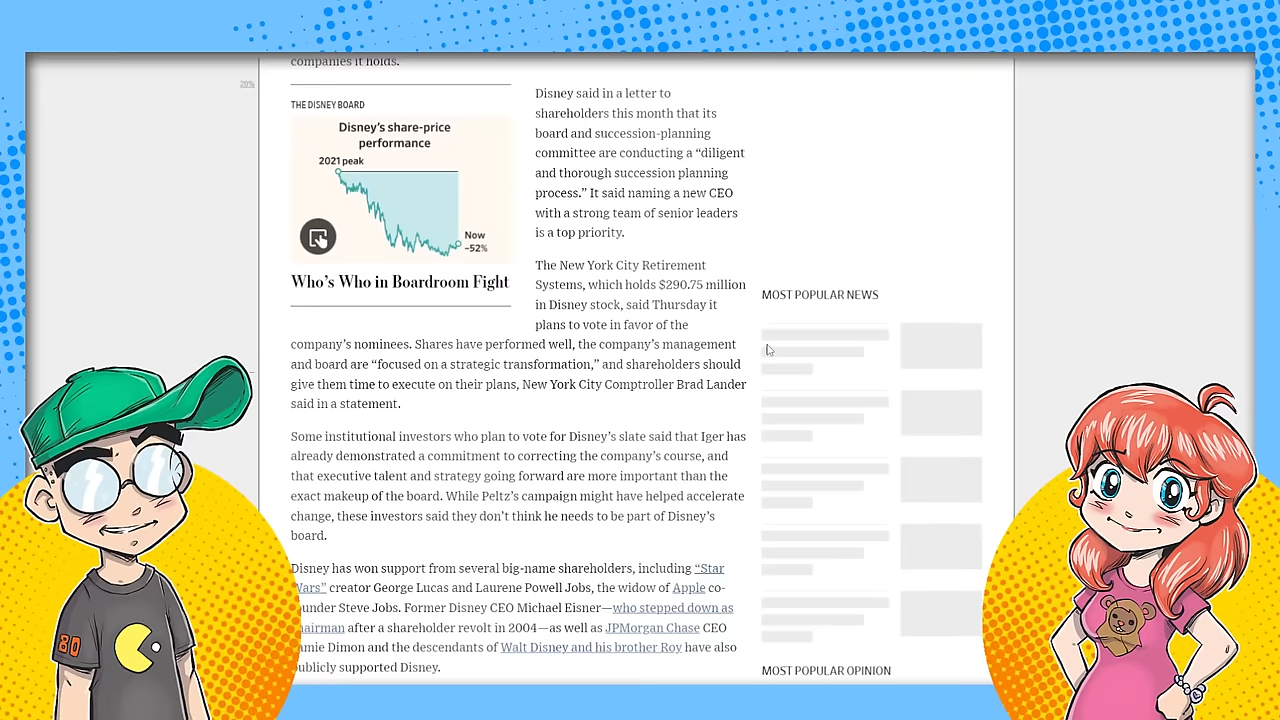 companies it holds.
20%
THE DISNEY BOARD
Disney's share-price
performance
2021 peak
Now
-52%
Who's Who in Boardroom Fight
Disney said in a letter to
shareholders this month that its
board and succession-planning
committee are conducting a “diligent
and thorough succession planning
process.” It said naming a new CEO
with a strong team of senior leaders
is a top priority.
The New York City Retirement
Systems, which holds $290.75 million
in Disney stock, said Thursday it
plans to vote in favor of the
company's nominees. Shares have performed well, the company's management
and board are “focused on a strategic transformation,” and shareholders should
give them time to execute on their plans, New York City Comptroller Brad Lander
said in a statement.
Some institutional investors who plan to vote for Disney's slate said that Iger has
already demonstrated a commitment to correcting the company's course, and
that executive talent and strategy going forward are more important than the
exact makeup of the board. While Peltz's campaign might have helped accelerate
change, these investors said they don't think he needs to be part of Disney's
board.
Disney has won support from several big-name shareholders, including “Star
Wars” creator George Lucas and Laurene Powell Jobs, the widow of Apple co-
ounder Steve Jobs. Former Disney CEO Michael Eisner—who stepped down as
hairman after a shareholder revolt in 2004—as well as JPMorgan Chase CEO
amie Dimon and the descendants of Walt Disney and his brother Roy have also
ublicly supported Disney.
MOST POPULAR NEWS
MOST POPULAR OPINION
80